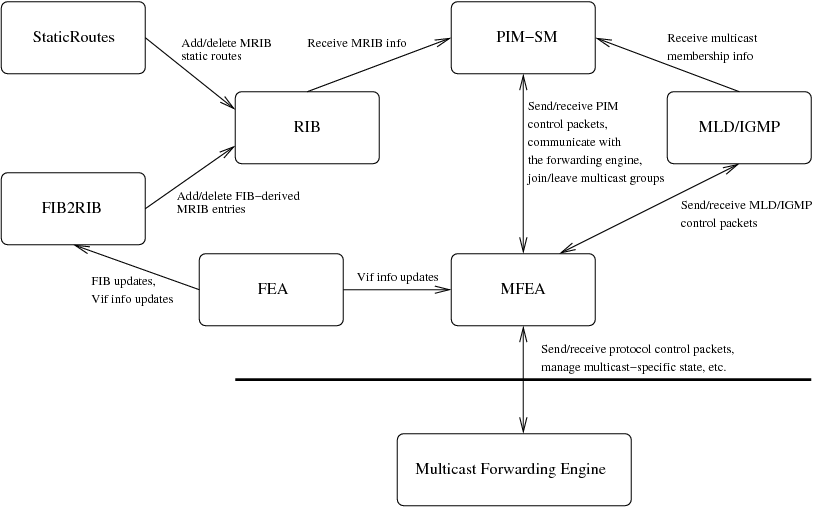 StaticRoutes
Add/delete MRIB
static routes
Receive MRIB info
PIM−SM
Receive multicast
membership info
RIB
Send/receive PIM
control packets,
communicate with
the forwarding engine,
join/leave multicast groups
MLD/IGMP
FIB2RIB
Add/delete FIB−derived
MRIB entries
Send/receive MLD/IGMP
control packets
FIB updates,
Vif info updates
FEA
Vif info updates
MFEA
Send/receive protocol control packets,
manage multicast−specific state, etc.
Multicast Forwarding Engine